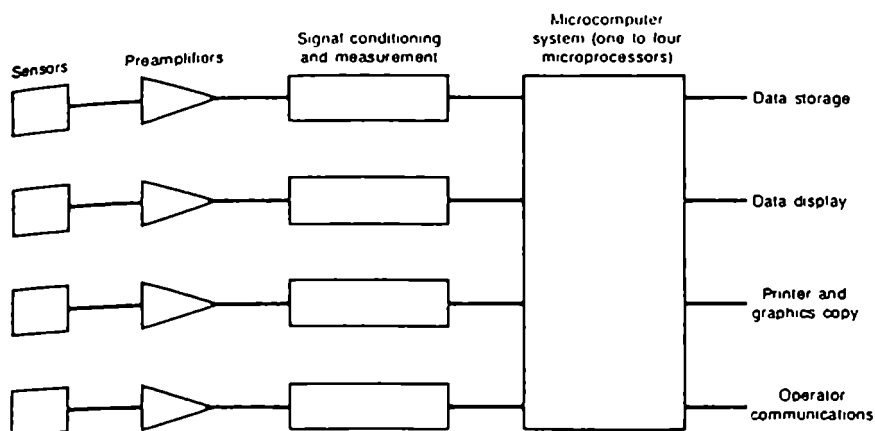 Sensors
Preamplifiers
Signal conditioning
and measurement
Microcomputer
system (one to four
microprocessors)
Data storage
Data display
Printer and
graphics copy
Operator
communications